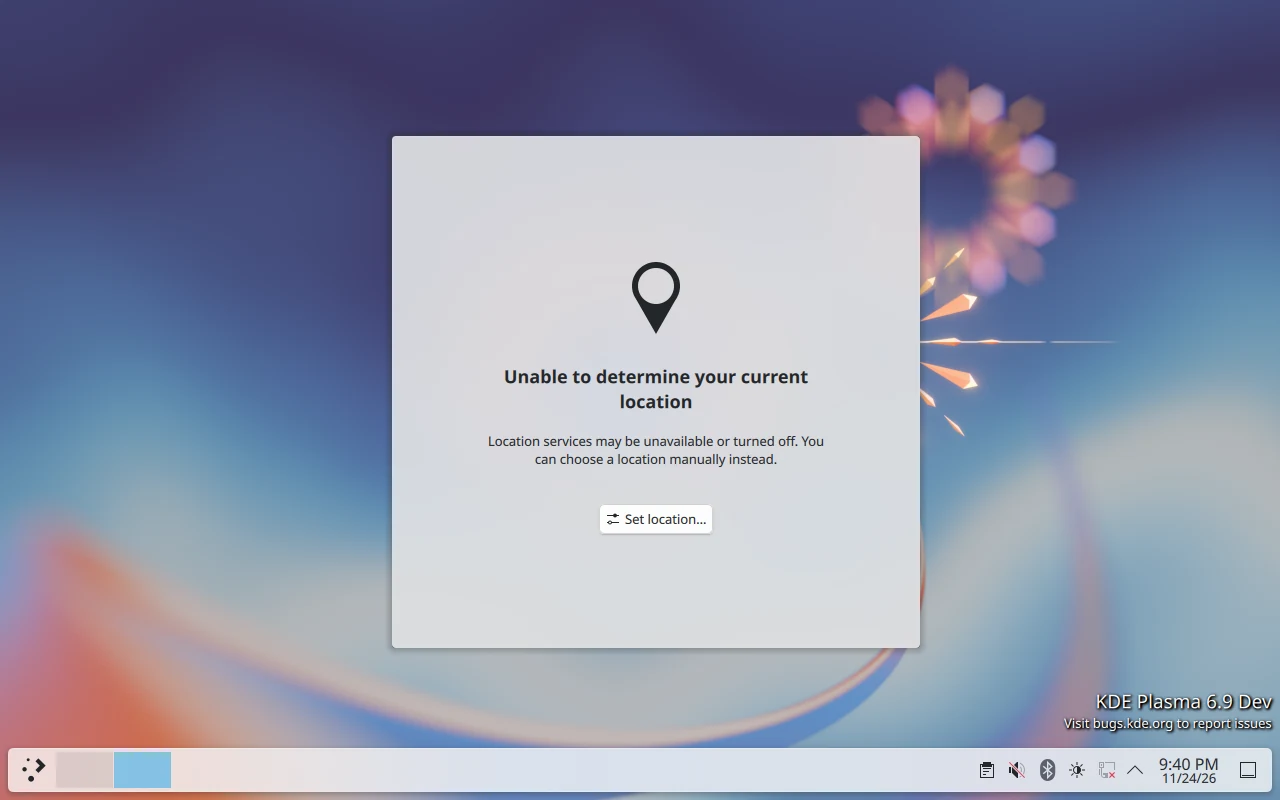 Unable to determine your current
location
Location services may be unavailable or turned off. You
can choose a location manually instead.
Set location...
KDE Plasma 6.9 Dev
Visit bugs.kde.org to report issues
9:40 PM
11/24/26